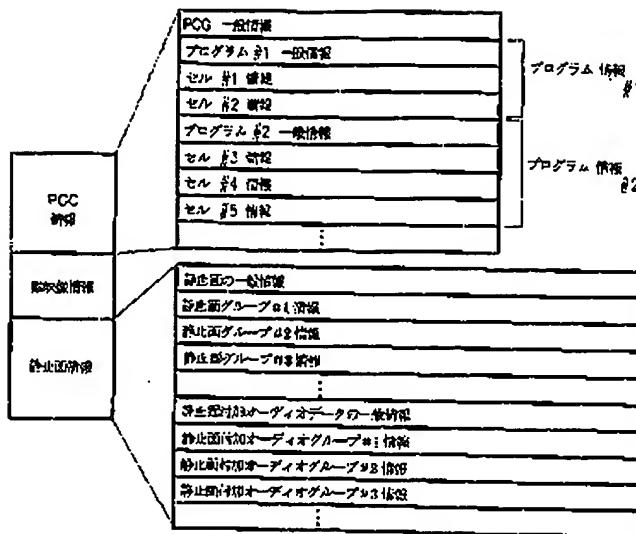 PCG 一般情報
プログラム #1 一般情報
セル #1 情報
セル #2 情報
プログラム #2 一般情報
セル #3 情報
セル #4 情報
セル #5 情報
プログラム 情報
プログラム 情報
#2
PGC
情報
動映像情報
静止画情報
静止画の一般情報
静止画グループ#1情報
静止画グループ#2情報
静止画グループ#3情報
静止画付加オーディオデータの一般情報
静止画付加オーディオグループ#1情報
静止画付加オーディオグループ#2情報
静止画付加オーディオグループ#3情報